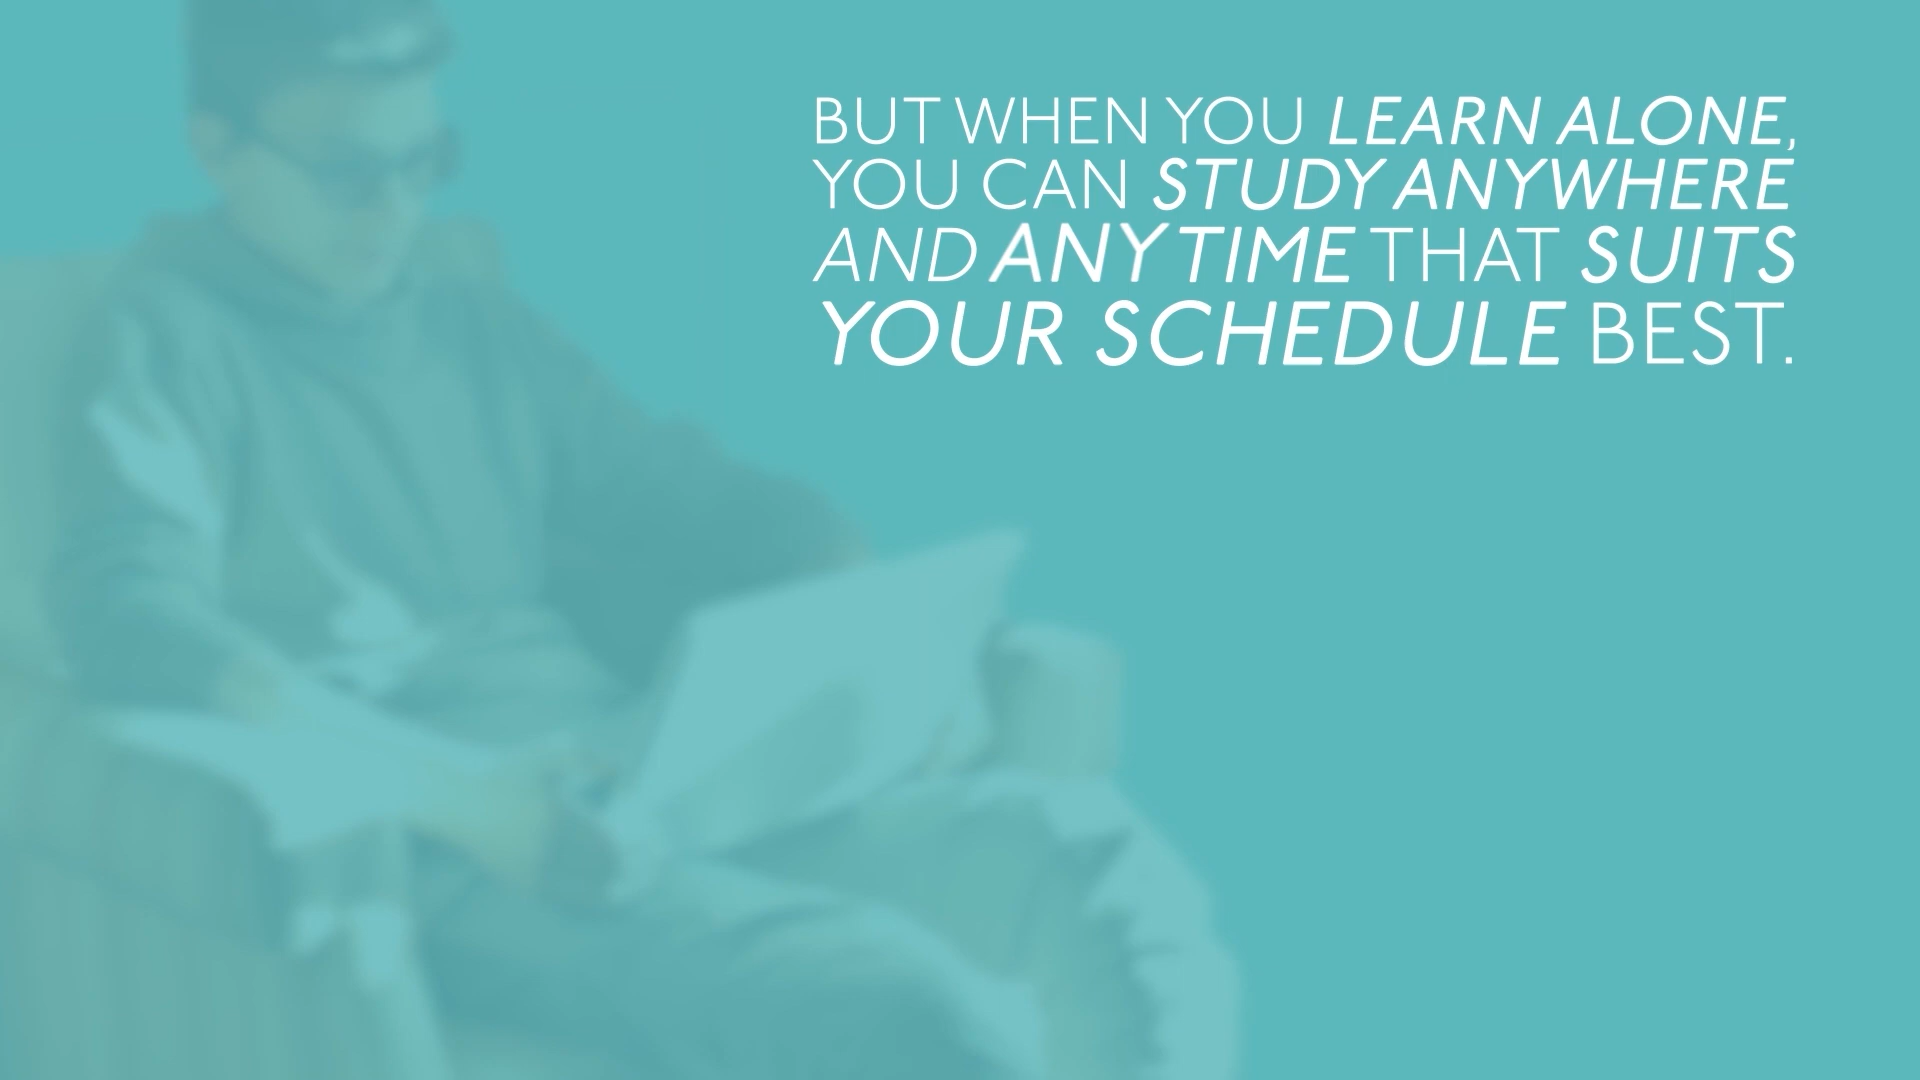 BUT WHEN YOU LEARN ALONE,
YOU CAN STUDY ANYWHERE
AND ANY TIME THAT SUITS
YOUR SCHEDULE BEST.